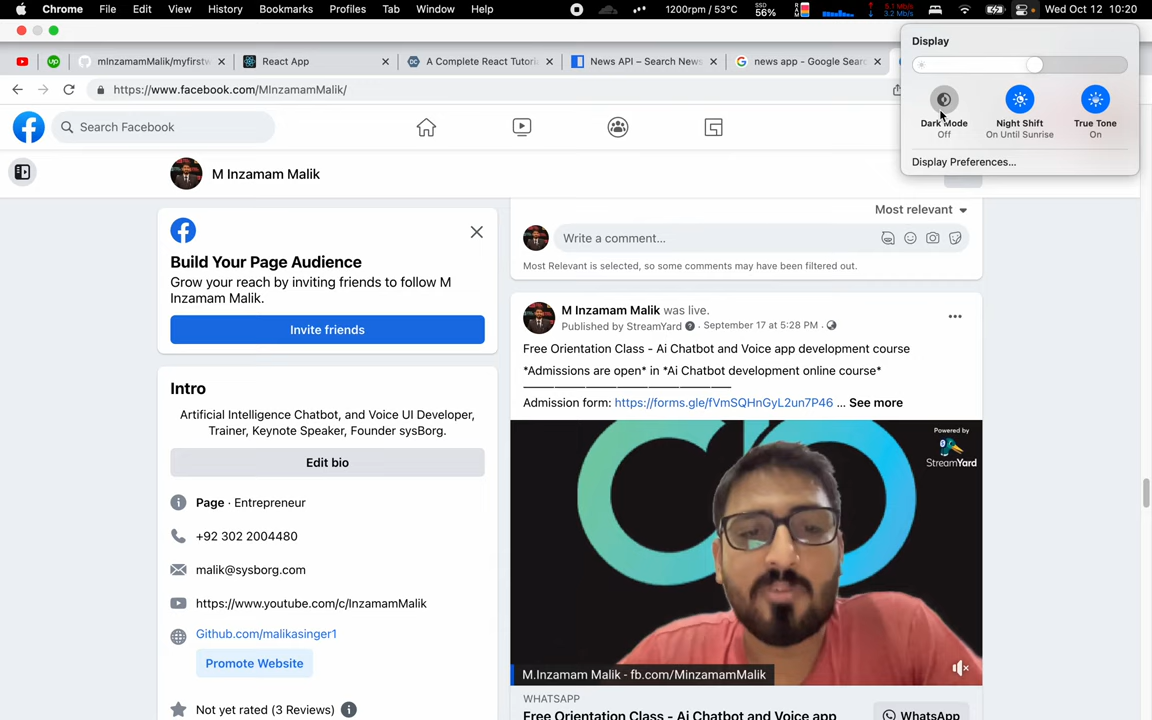 Chrome File Edit View History Bookmarks Profiles Tab Window Help 1200rpm / 53°C SSD 56% RAM 5.1 Mb/s 3.2 Mb/s Wed Oct 12 10:20
mInzamamMalik/myfirstw React App A Complete React Tutori News API – Search News news app - Google Searc
https://www.facebook.com/MInzamamMalik/
Search Facebook
M Inzamam Malik
Display
Dark Mode Night Shift True Tone
Off On Until Sunrise On
Display Preferences...
Build Your Page Audience
Grow your reach by inviting friends to follow M
Inzamam Malik.
Invite friends
Intro
Artificial Intelligence Chatbot, and Voice UI Developer,
Trainer, Keynote Speaker, Founder sysBorg.
Edit bio
Page · Entrepreneur
+92 302 2004480
malik@sysborg.com
https://www.youtube.com/c/InzamamMalik
Github.com/malikasinger1
Promote Website
Not yet rated (3 Reviews)
Most relevant
Write a comment...
Most Relevant is selected, so some comments may have been filtered out.
M Inzamam Malik was live.
Published by StreamYard · September 17 at 5:28 PM ·
Free Orientation Class - Ai Chatbot and Voice app development course
*Admissions are open* in *Ai Chatbot development online course*
Admission form: https://forms.gle/fVmSQHnGyL2un7P46 ... See more
Powered by
StreamYard
M.Inzamam Malik - fb.com/MinzamamMalik
WHATSAPP
Free Orientation Class - Ai Chatbot and Voice app
WhatsApp